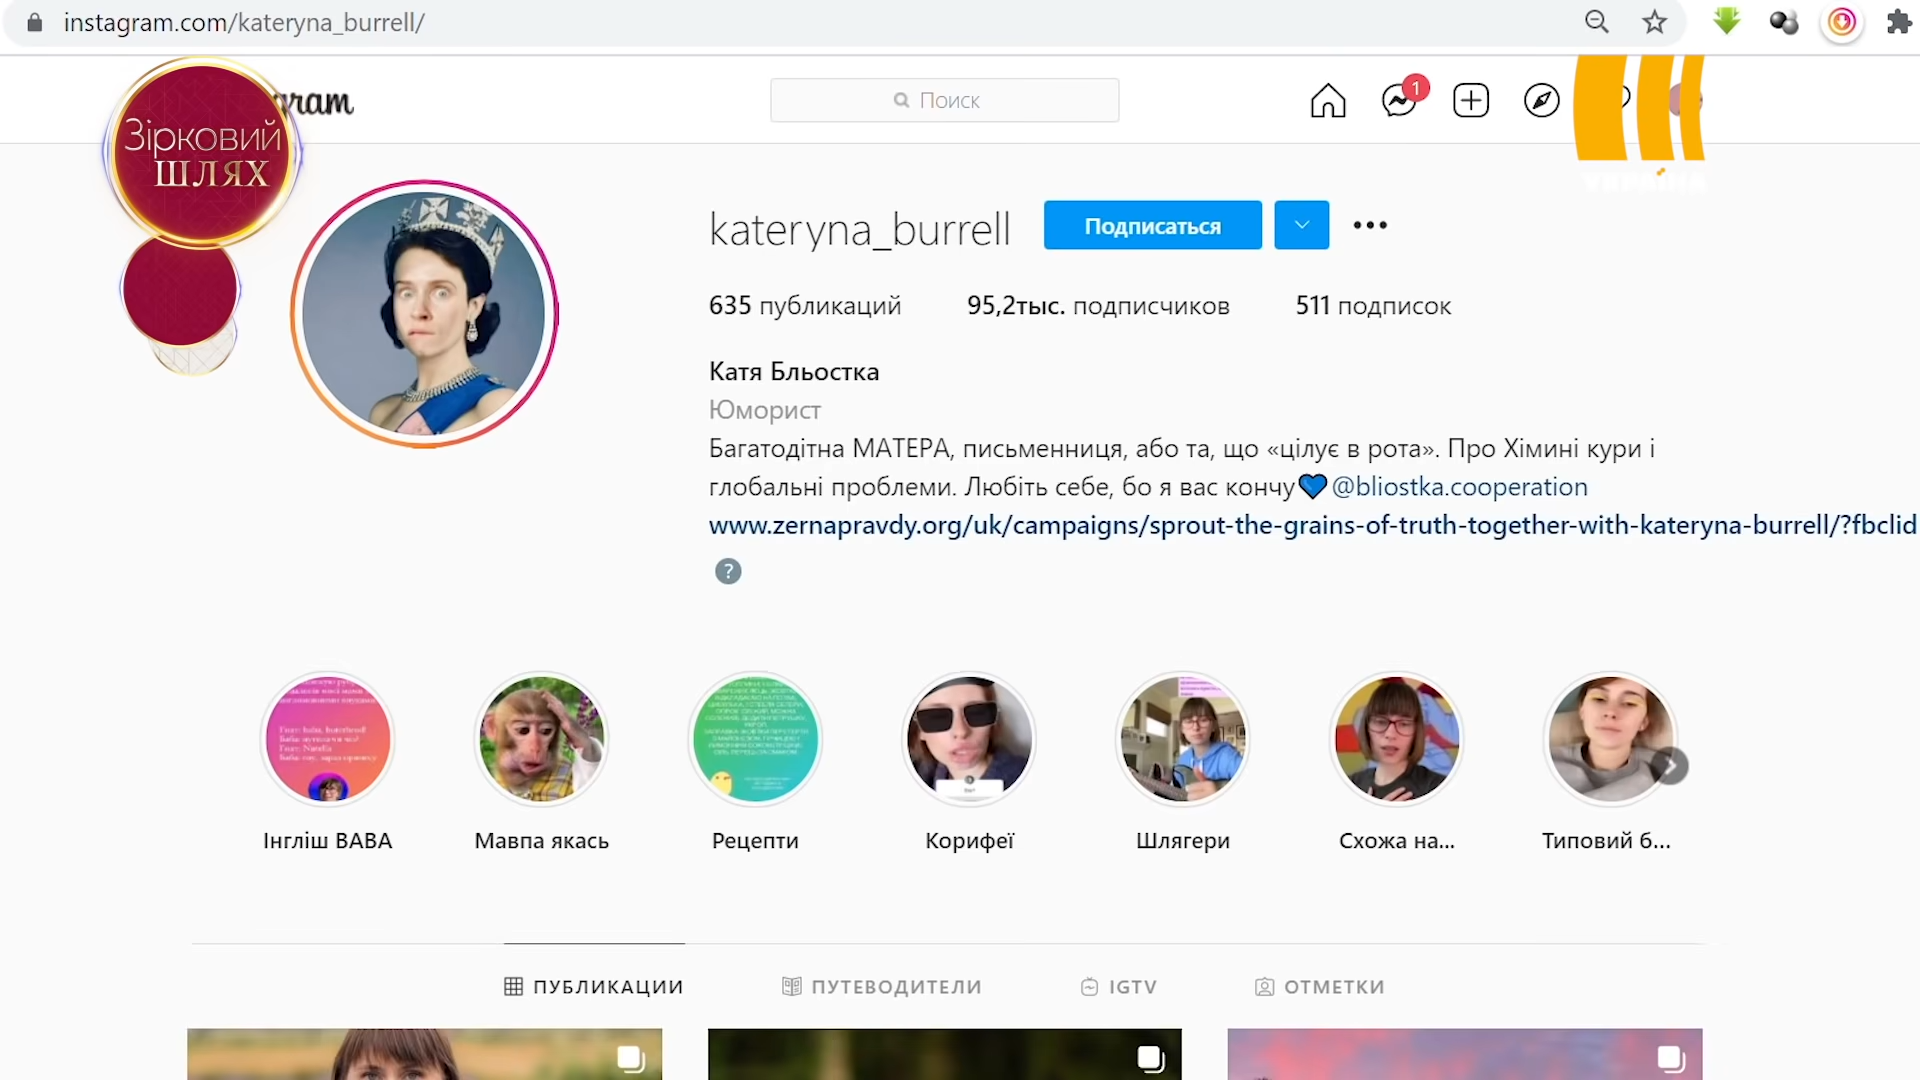 instagram.com/kateryna_burrell/
gram
Поиск
1
Зірковий
ШЛЯХ
kateryna_burrell
Подписаться
635 публикаций 95,2тыс. подписчиков 511 подписок
Катя Бльостка
Юморист
Багатодітна МАТЕРА, письменниця, або та, що «цілує в рота». Про Химині кури і
глобальні проблеми. Любіть себе, бо я вас кончу💙@bliostka.cooperation
www.zernapravdy.org/uk/campaigns/sprout-the-grains-of-truth-together-with-kateryna-burrell/?fbclid
?
Інгліш ВАВА Мавпа якась Рецепти Корифеї Шлягери Схожа на... Типовий б...
ПУБЛИКАЦИИ ПУТЕВОДИТЕЛИ IGTV ОТМЕТКИ